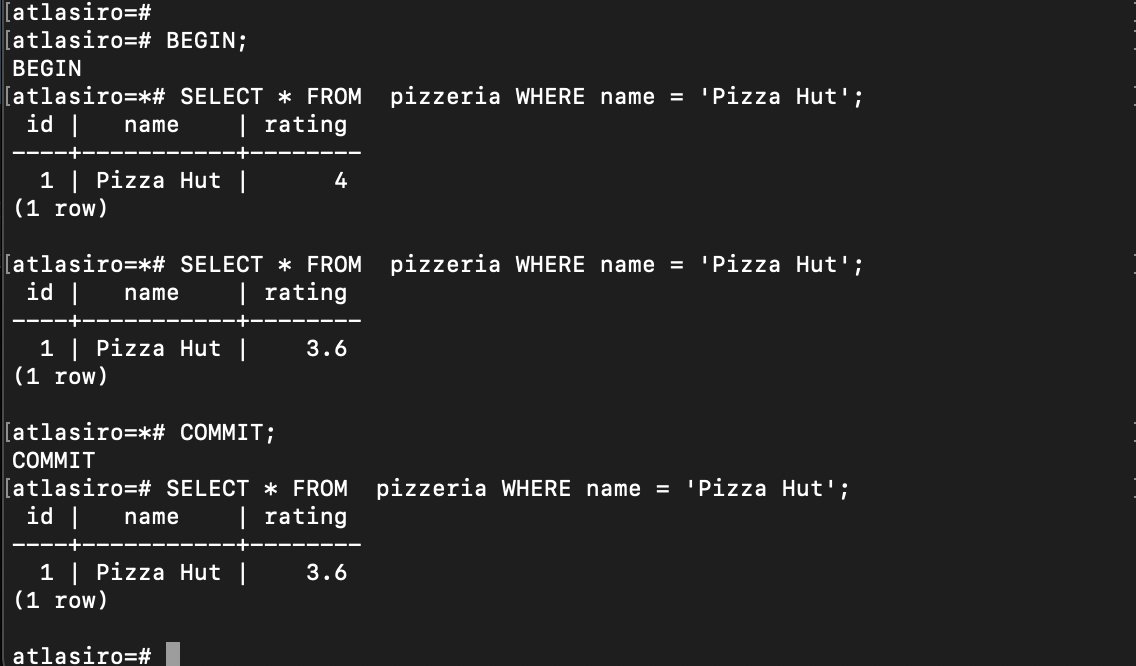 [atlasiro=#
[atlasiro=# BEGIN;
BEGIN
[atlasiro=*# SELECT * FROM  pizzeria WHERE name = 'Pizza Hut';
 id |   name    | rating
----+-----------+--------
  1 | Pizza Hut |      4
(1 row)

[atlasiro=*# SELECT * FROM  pizzeria WHERE name = 'Pizza Hut';
 id |   name    | rating
----+-----------+--------
  1 | Pizza Hut |    3.6
(1 row)

[atlasiro=*# COMMIT;
COMMIT
[atlasiro=# SELECT * FROM  pizzeria WHERE name = 'Pizza Hut';
 id |   name    | rating
----+-----------+--------
  1 | Pizza Hut |    3.6
(1 row)

atlasiro=#